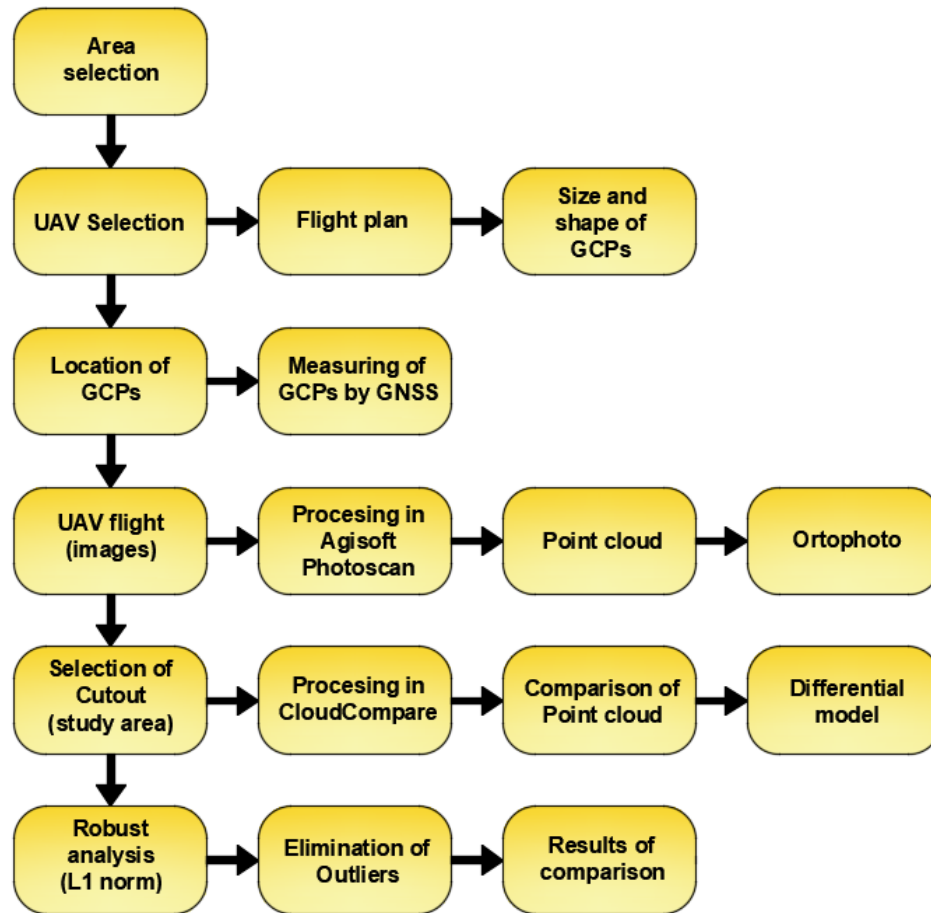 Area
selection
UAV Selection
Flight plan
Size and
shape of
GCPs
Location of
GCPs
Measuring of
GCPs by GNSS
UAV flight
(images)
Procesing in
Agisoft
Photoscan
Point cloud
Ortophoto
Selection of
Cutout
(study area)
Procesing in
CloudCompare
Comparison of
Point cloud
Differential
model
Robust
analysis
(L1 norm)
Elimination of
Outliers
Results of
comparison